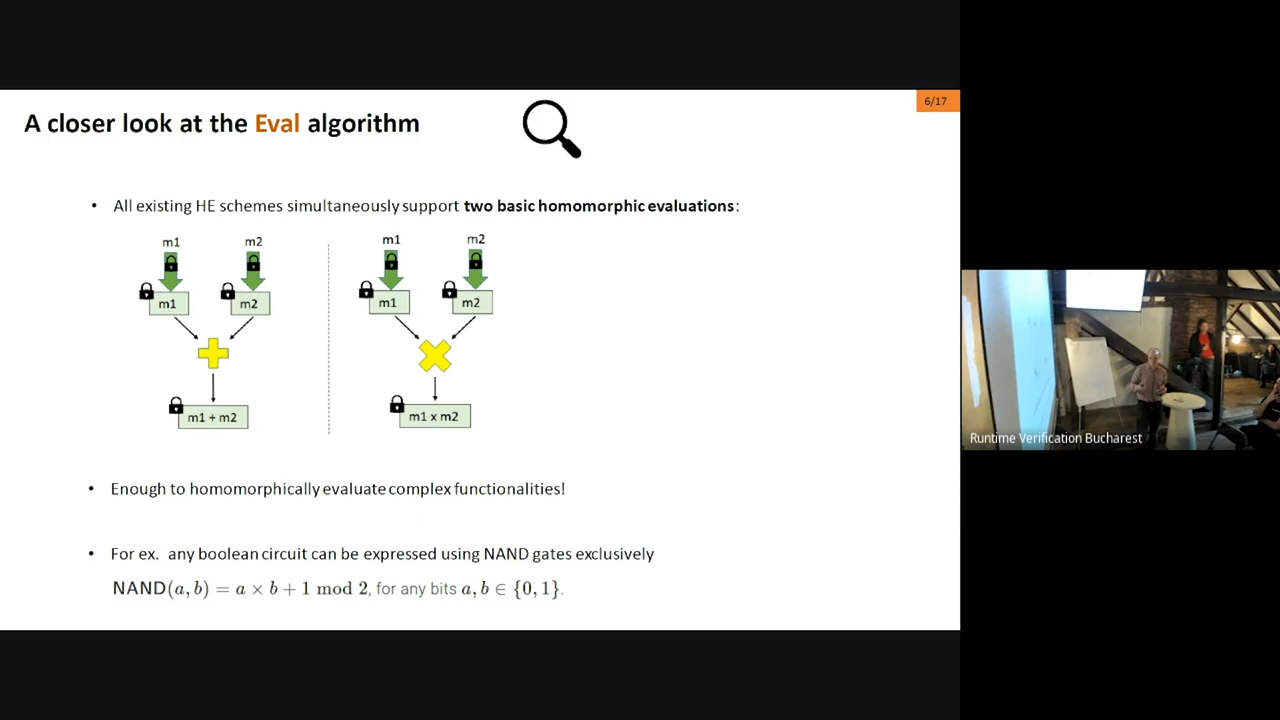 6/17
A closer look at the Eval algorithm
• All existing HE schemes simultaneously support two basic homomorphic evaluations:
m1 m2 m1 m2
m1 m2 m1 m2
m1 + m2 m1 x m2
• Enough to homomorphically evaluate complex functionalities!
• For ex. any boolean circuit can be expressed using NAND gates exclusively
NAND(a, b) = a × b + 1 mod 2, for any bits a, b ∈ {0, 1}.
Runtime Verification Bucharest